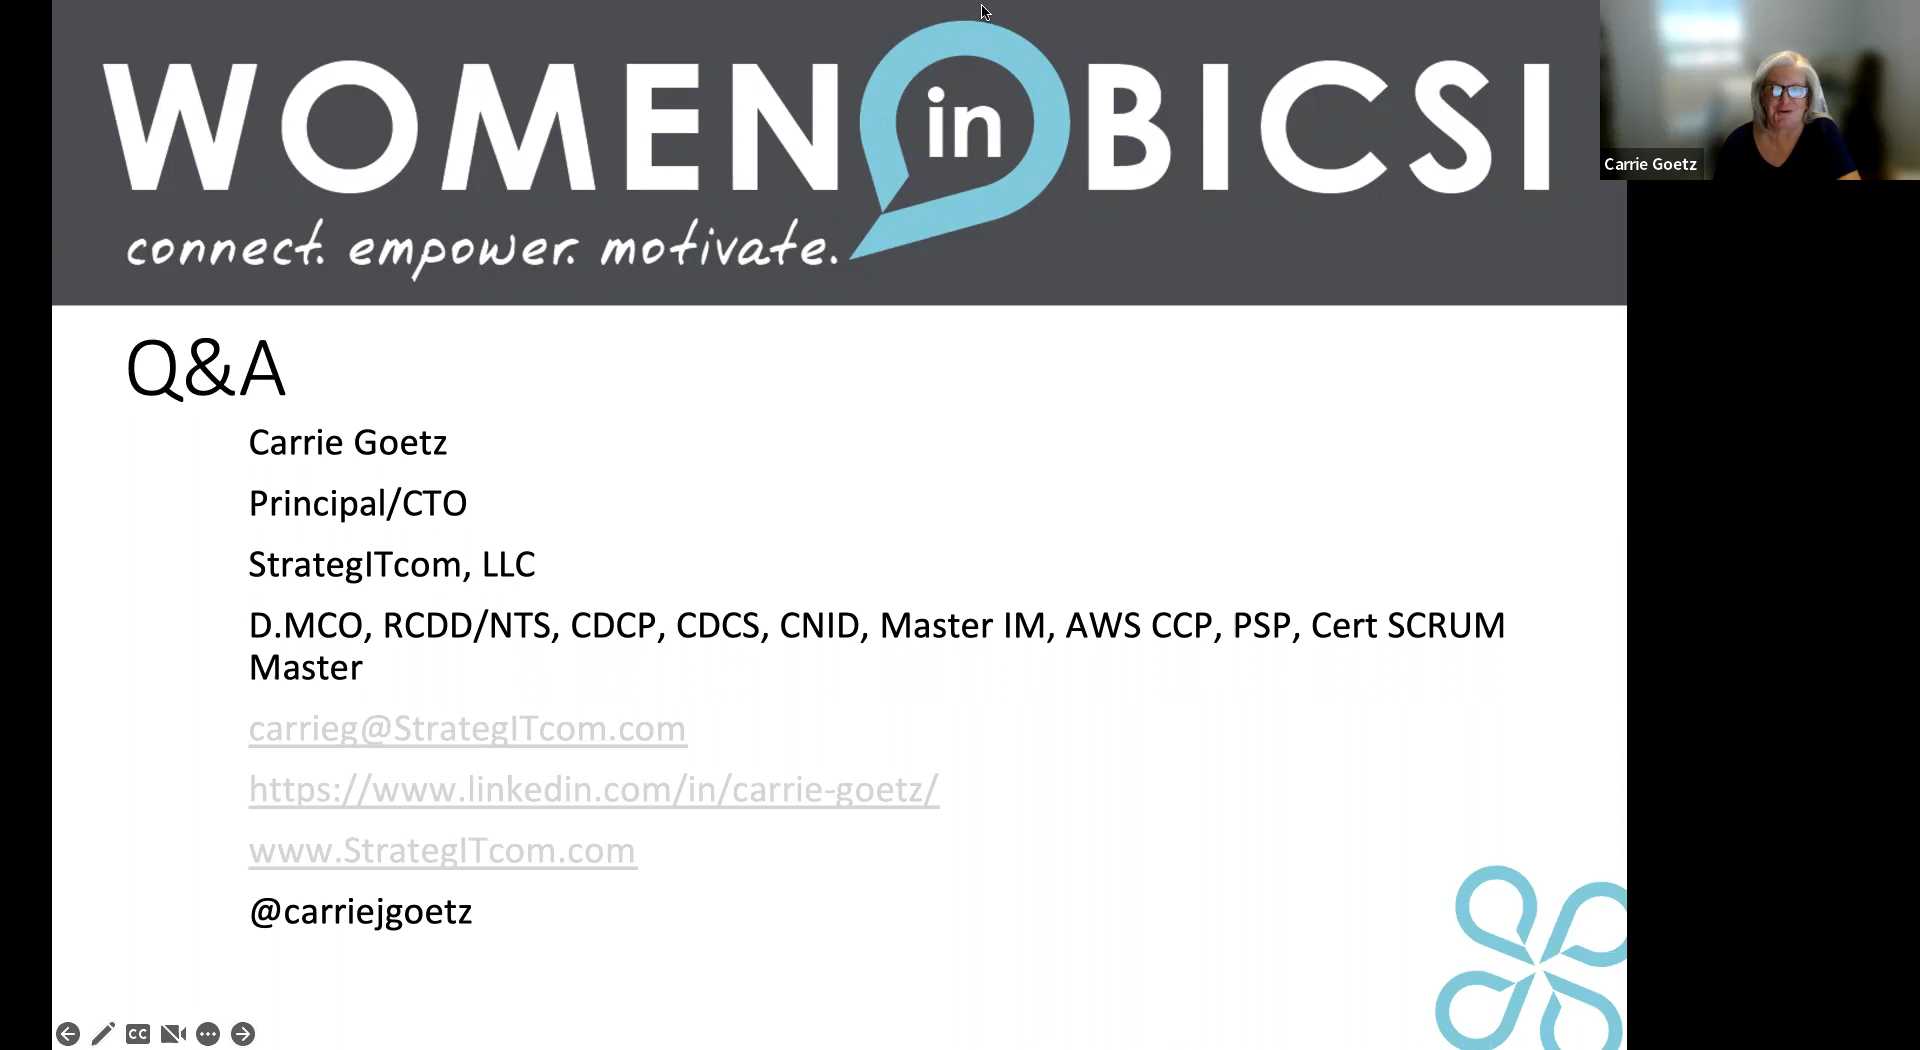 WOMEN in BICSI
connect. empower. motivate.
Carrie Goetz
Q&A
Carrie Goetz
Principal/CTO
StrategITcom, LLC
D.MCO, RCDD/NTS, CDCP, CDCS, CNID, Master IM, AWS CCP, PSP, Cert SCRUM
Master
carrieg@StrategITcom.com
https://www.linkedin.com/in/carrie-goetz/
www.StrategITcom.com
@carriejgoetz
CC